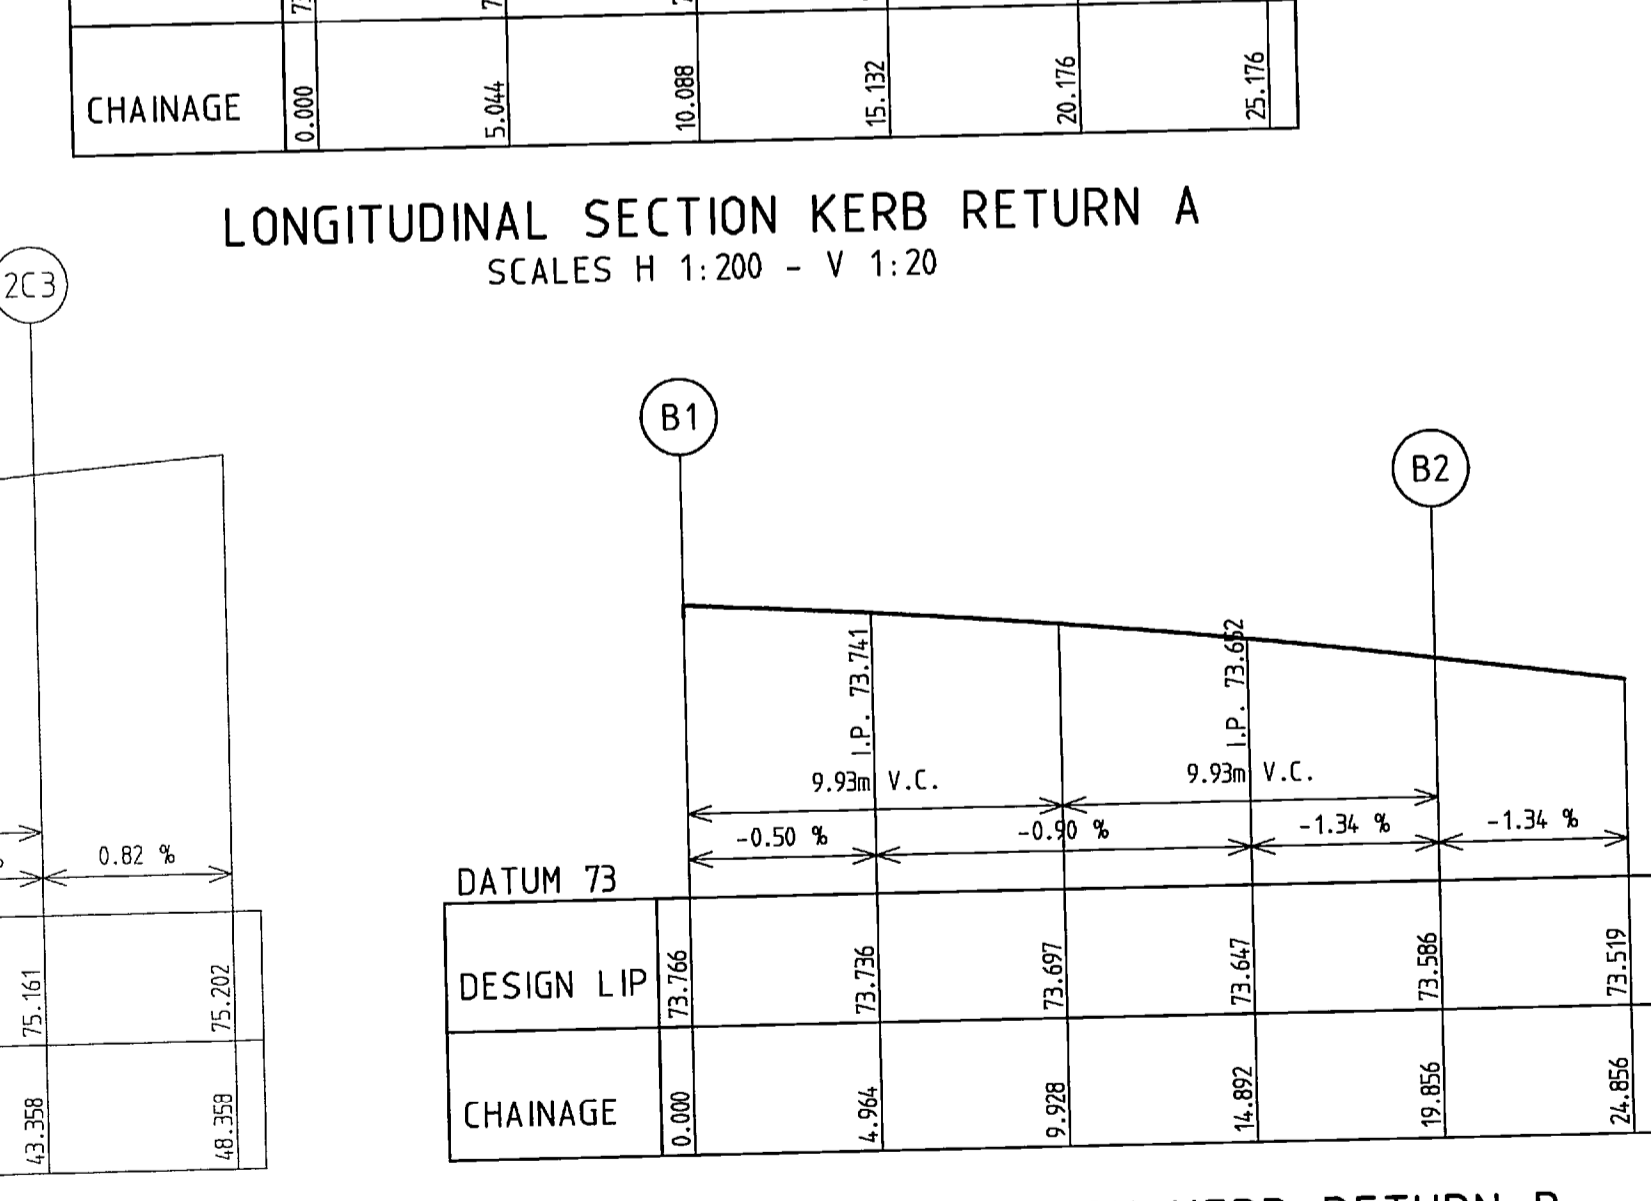 CHAINAGE 0.000 5.044 10.088 15.132 20.176 25.176
LONGITUDINAL SECTION KERB RETURN A
SCALES H 1:200 - V 1:20
2C3
B1
B2
I.P. 73.741
I.P. 73.652
9.93m V.C.
9.93m V.C.
-0.50 %
-0.90 %
-1.34 %
-1.34 %
0.82 %
DATUM 73
DESIGN LIP 73.766 73.736 73.697 73.647 73.586 73.519
CHAINAGE 0.000 4.964 9.928 14.892 19.856 24.856
75.161 75.202
43.358 48.358
RETURN B